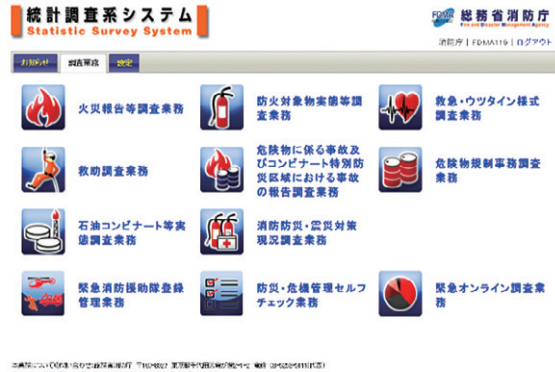 統計調査系システム
Statistic Survey System
FDMA
総務省消防庁
Fire and Disaster Management Agency
消防庁 | FDMA119 | ログアウト
お知らせ 調査業務 設定
火災報告等調査業務
防火対象物実態等調
査業務
救急・ウツタイン様式
調査業務
救助調査業務
危険物に係る事故及
びコンビナート特別防
災区域における事故
の報告調査業務
危険物規制事務調査
業務
石油コンビナート等実
態調査業務
消防防災・震災対策
現況調査業務
緊急消防援助隊登録
管理業務
防災・危機管理セルフ
チェック業務
緊急オンライン調査業
務